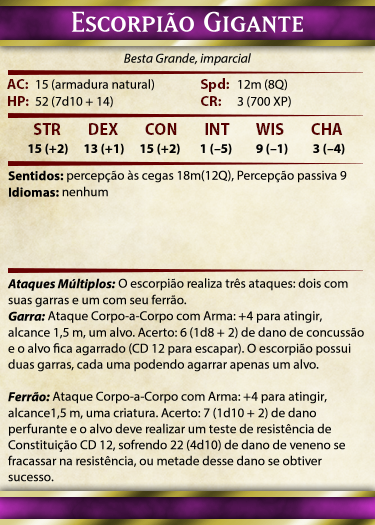 Escorpião Gigante
Besta Grande, imparcial
AC: 15 (armadura natural) Spd: 12m (8Q)
HP: 52 (7d10 + 14) CR: 3 (700 XP)
STR DEX CON INT WIS CHA
15 (+2) 13 (+1) 15 (+2) 1 (–5) 9 (–1) 3 (–4)
Sentidos: percepção às cegas 18m(12Q), Percepção passiva 9
Idiomas: nenhum
Ataques Múltiplos: O escorpião realiza três ataques: dois com
suas garras e um com seu ferrão.
Garra: Ataque Corpo-a-Corpo com Arma: +4 para atingir,
alcance 1,5 m, um alvo. Acerto: 6 (1d8 + 2) de dano de concussão
e o alvo fica agarrado (CD 12 para escapar). O escorpião possui
duas garras, cada uma podendo agarrar apenas um alvo.
Ferrão: Ataque Corpo-a-Corpo com Arma: +4 para atingir,
alcance1,5 m, uma criatura. Acerto: 7 (1d10 + 2) de dano
perfurante e o alvo deve realizar um teste de resistência de
Constituição CD 12, sofrendo 22 (4d10) de dano de veneno se
fracassar na resistência, ou metade desse dano se obtiver
sucesso.